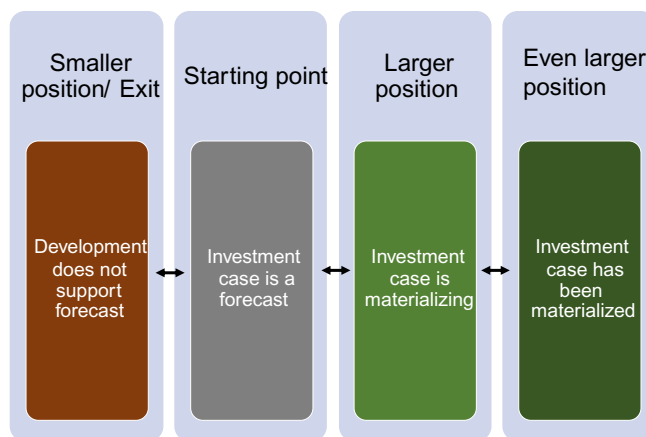 Smaller
position/ Exit
Development
does not
support
forecast
Starting point
Investment
case is a
forecast
Larger
position
Investment
case is
materializing
Even larger
position
Investment
case has
been
materialized